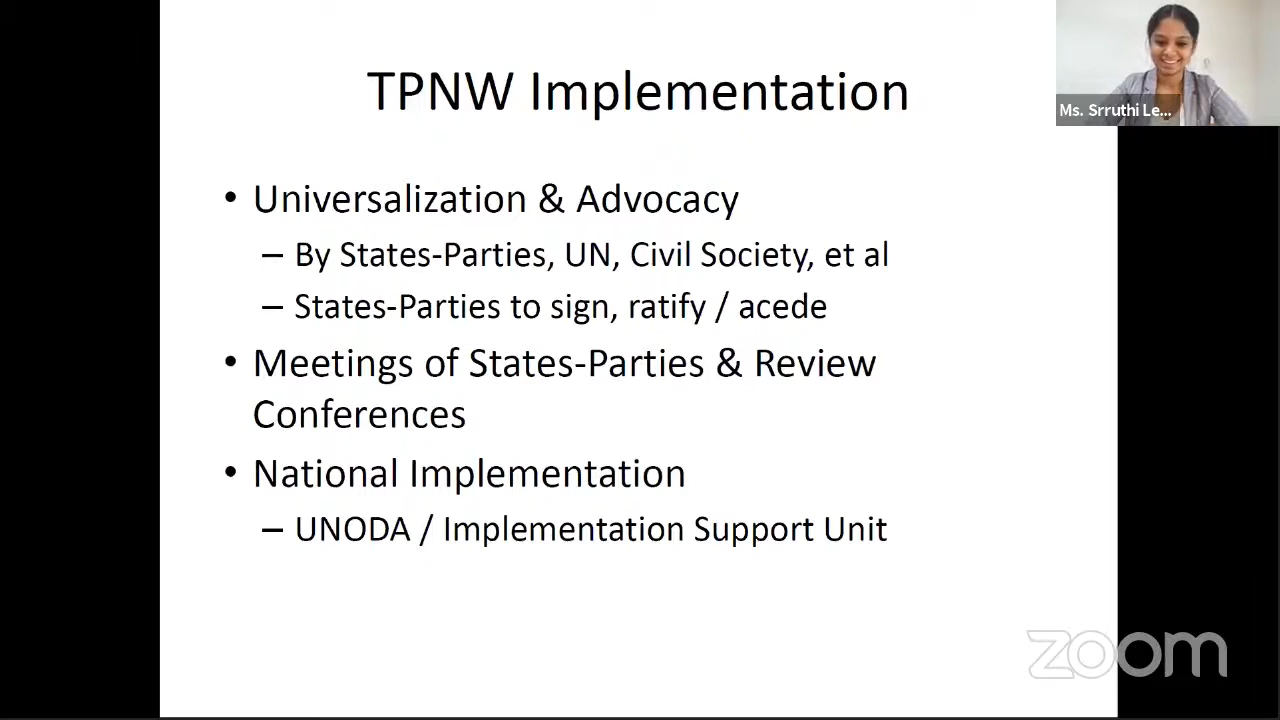 TPNW Implementation
Ms. Srruthi Le...
• Universalization & Advocacy
– By States-Parties, UN, Civil Society, et al
– States-Parties to sign, ratify / acede
• Meetings of States-Parties & Review
Conferences
• National Implementation
– UNODA / Implementation Support Unit
zoom